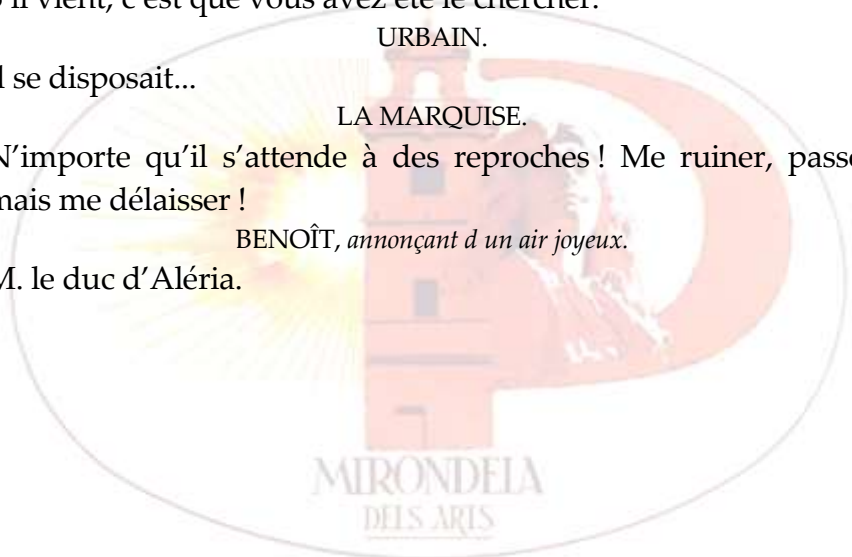 S'il vient, c'est que vous avez été le chercher.
URBAIN.
Il se disposait...
LA MARQUISE.
N'importe qu'il s'attende à des reproches ! Me ruiner, passe
mais me délaisser !
BENOÎT, annonçant d un air joyeux.
M. le duc d'Aléria.
MIRONDELA
DELS ARTS